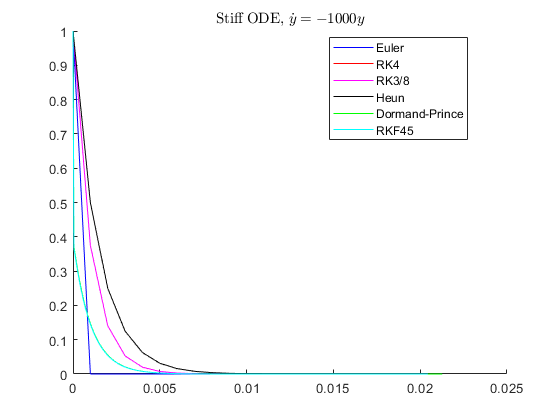 Stiff ODE, ẏ = −1000y
1
0.9
0.8
0.7
0.6
0.5
0.4
0.3
0.2
0.1
0
0 0.005 0.01 0.015 0.02 0.025
Euler
RK4
RK3/8
Heun
Dormand-Prince
RKF45